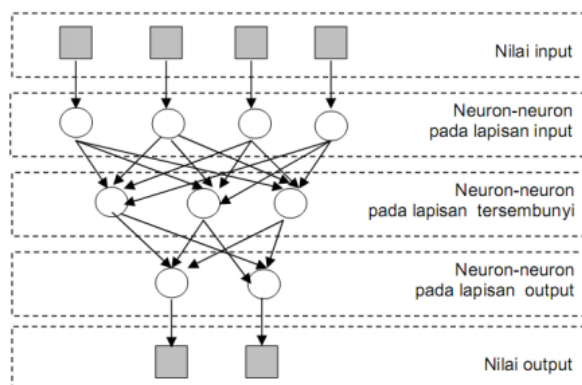 Nilai input
Neuron-neuron
pada lapisan input
Neuron-neuron
pada lapisan tersembunyi
Neuron-neuron
pada lapisan output
Nilai output